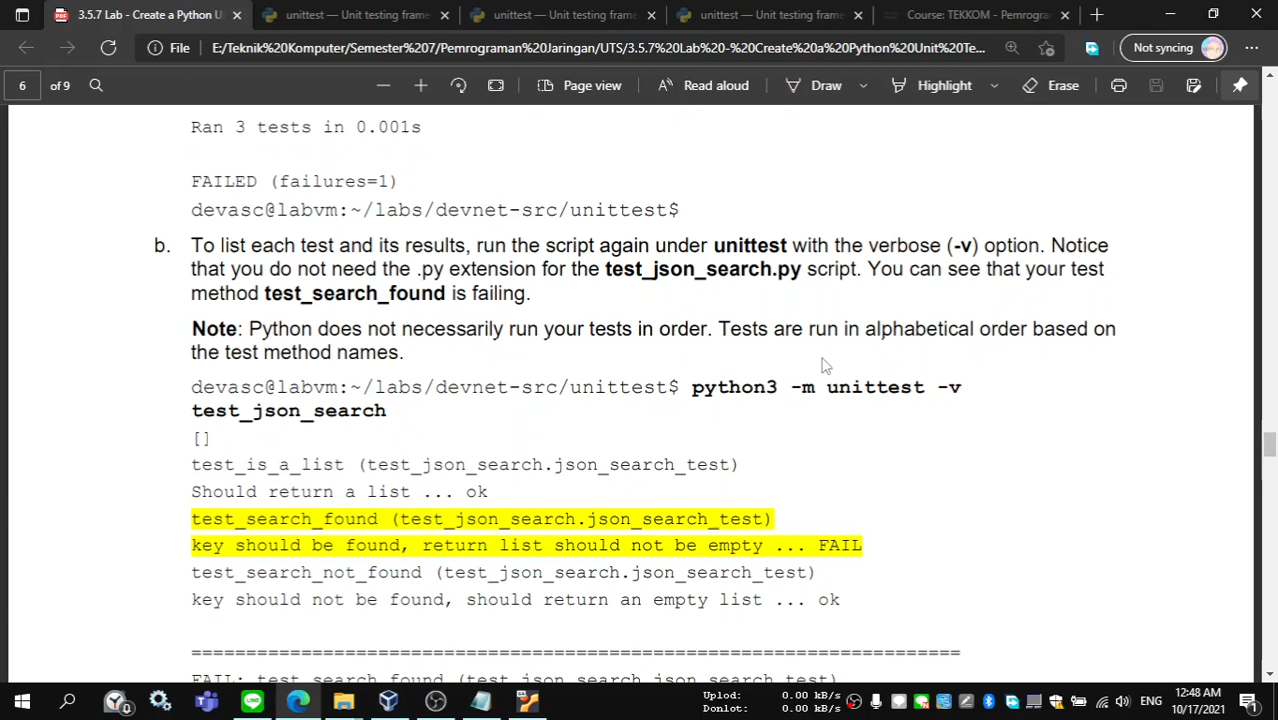 3.5.7 Lab - Create a Python U
unittest — Unit testing frame
unittest — Unit testing frame
unittest — Unit testing frame
Course: TEKKOM - Pemrogra
File
E:/Teknik%20Komputer/Semester%207/Pemrograman%20Jaringan/UTS/3.5.7%20Lab%20-%20Create%20a%20Python%20Unit%20Te...
Not syncing
6 of 9
Page view
Read aloud
Draw
Highlight
Erase
Ran 3 tests in 0.001s
FAILED (failures=1)
devasc@labvm:~/labs/devnet-src/unittest$
b. To list each test and its results, run the script again under unittest with the verbose (-v) option. Notice
that you do not need the .py extension for the test_json_search.py script. You can see that your test
method test_search_found is failing.
Note: Python does not necessarily run your tests in order. Tests are run in alphabetical order based on
the test method names.
devasc@labvm:~/labs/devnet-src/unittest$ python3 -m unittest -v
test_json_search
[]
test_is_a_list (test_json_search.json_search_test)
Should return a list ... ok
test_search_found (test_json_search.json_search_test)
key should be found, return list should not be empty ... FAIL
test_search_not_found (test_json_search.json_search_test)
key should not be found, should return an empty list ... ok
======================================================================
FAIL: test_search_found (test_json_search.json_search_test)
Uplod: 0.00 kB/s
Donlot: 0.00 kB/s
ENG
12:48 AM
10/17/2021